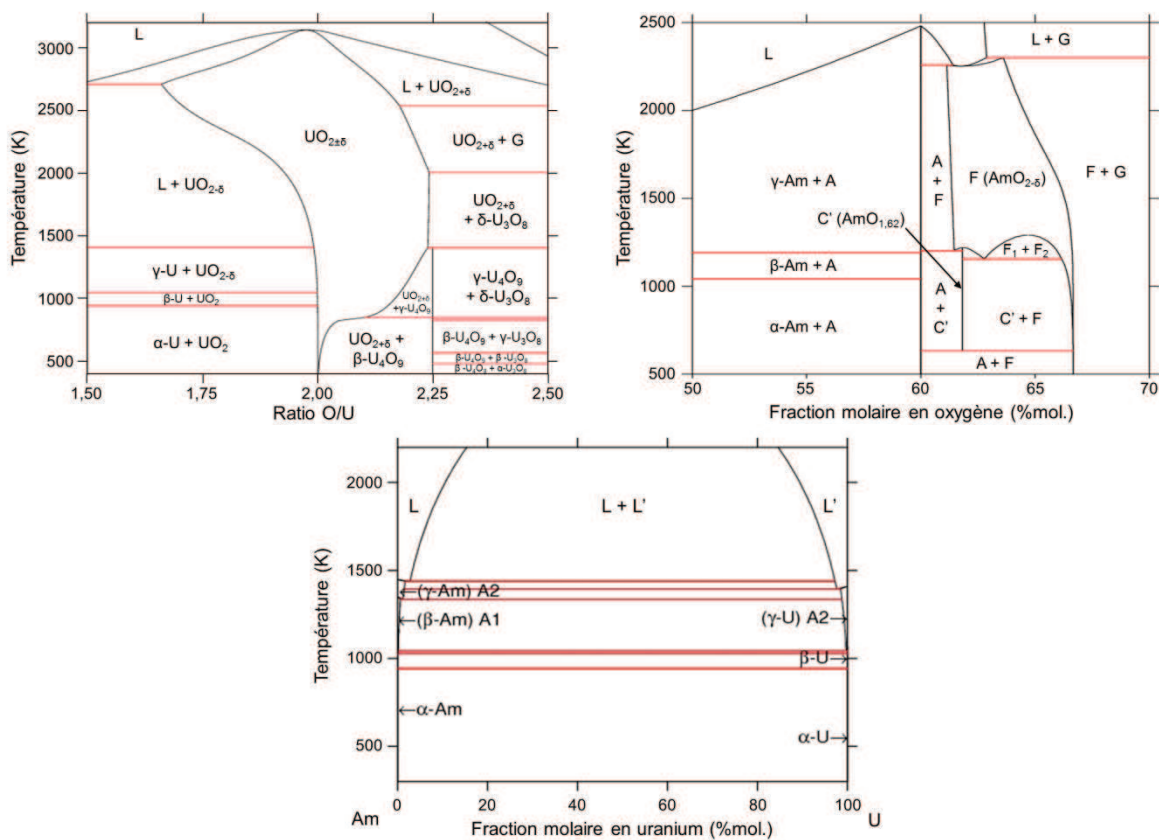 L
3000
2500
2000
1500
1000
500
Température (K)
L + UO2+δ
UO2±δ
UO2+δ + G
L + UO2-δ
UO2+δ
+ δ-U3O8
γ-U + UO2-δ
β-U + UO2
α-U + UO2
UO2+δ
+γ-U4O9
γ-U4O9
+ δ-U3O8
UO2+δ +
β-U4O9
β-U4O9 + γ-U3O8
1,50 1,75 2,00 2,25 2,50
Ratio O/U
2500
2000
1500
1000
500
Température (K)
L
L + G
γ-Am + A
A
+
F
F (AmO2-δ)
F + G
C' (AmO1,62)
F1 + F2
β-Am + A
α-Am + A
A
+
C'
C' + F
A + F
50 55 60 65 70
Fraction molaire en oxygène (%mol.)
2000
1500
1000
500
Température (K)
L
L + L'
L'
(γ-Am) A2
(β-Am) A1
(γ-U) A2
β-U
α-Am
α-U
0 20 40 60 80 100
Am
Fraction molaire en uranium (%mol.)
U